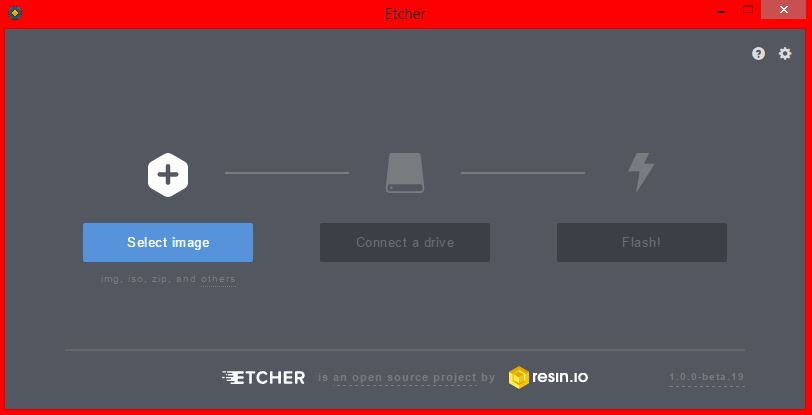 Etcher
Select image
Connect a drive
Flash!
img, iso, zip, and others
ETCHER is an open source project by resin.io
1.0.0-beta.19